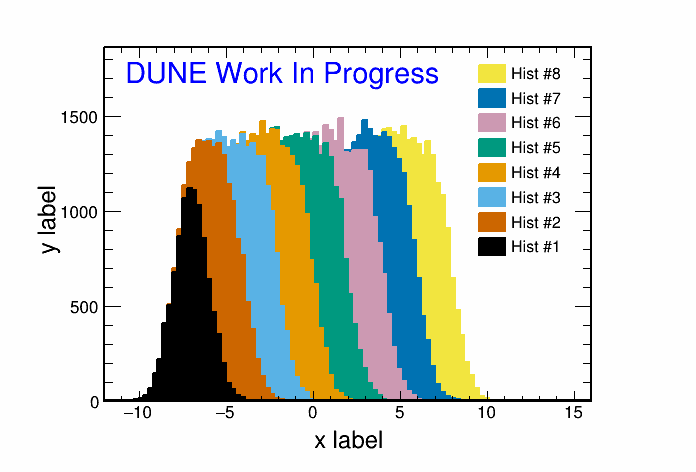 DUNE Work In Progress
Hist #8
Hist #7
Hist #6
Hist #5
Hist #4
Hist #3
Hist #2
Hist #1
y label
1500
1000
500
0
−10 −5 0 5 10 15
x label